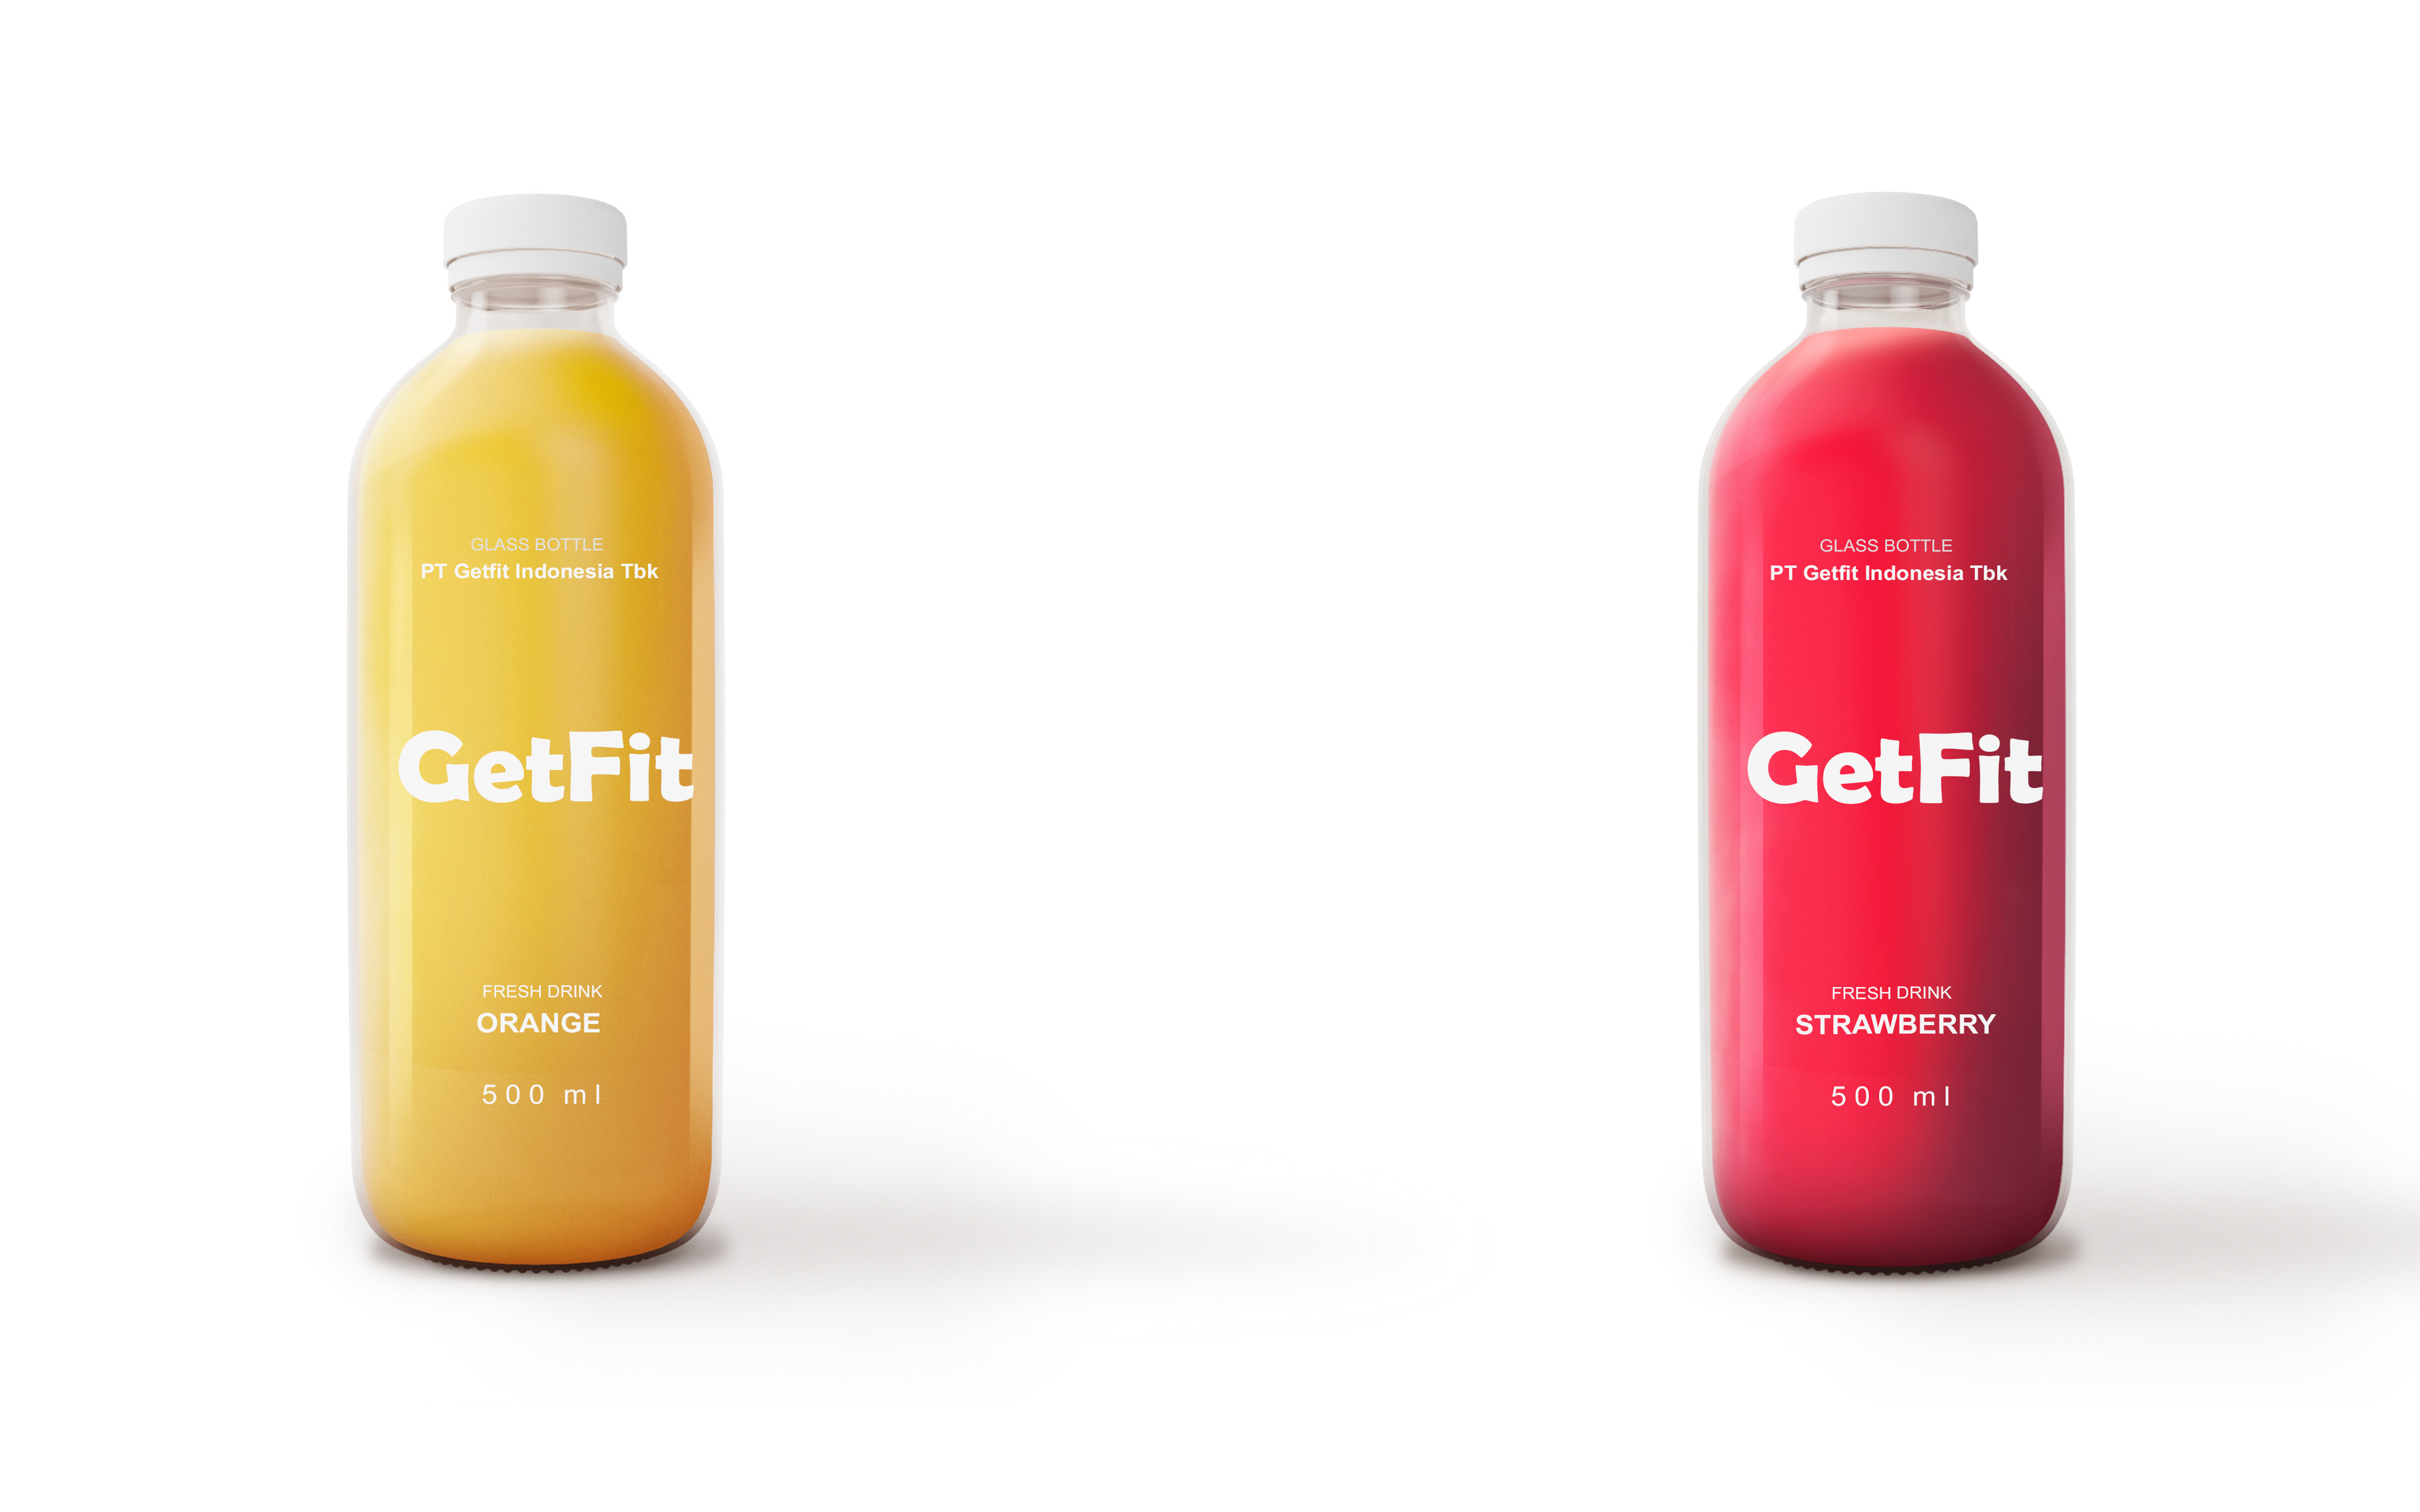 GLASS BOTTLE
PT Getfit Indonesia Tbk
GetFit
FRESH DRINK
ORANGE
500 ml
GLASS BOTTLE
PT Getfit Indonesia Tbk
GetFit
FRESH DRINK
STRAWBERRY
500 ml